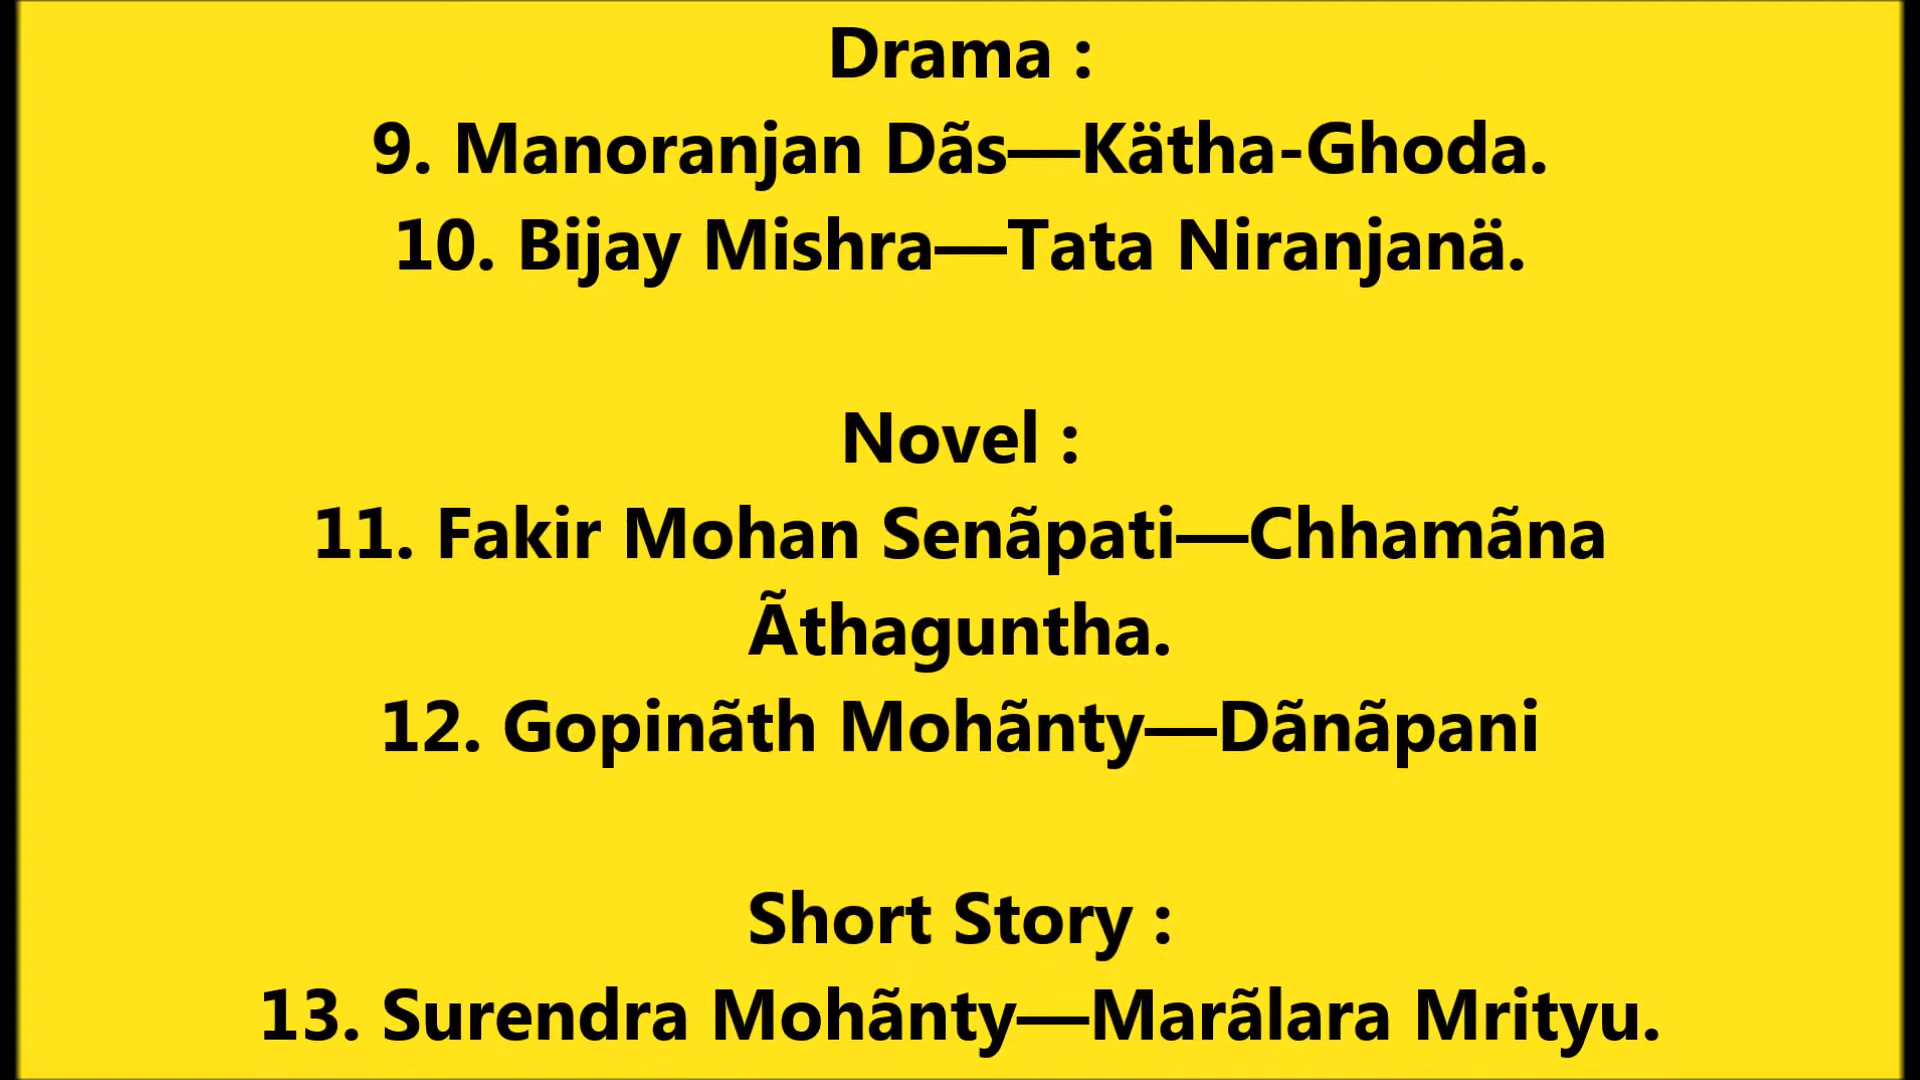 Drama :
9. Manoranjan Dãs—Kätha-Ghoda.
10. Bijay Mishra—Tata Niranjanä.
Novel :
11. Fakir Mohan Senãpati—Chhamãna
Ãthaguntha.
12. Gopinãth Mohãnty—Dãnãpani
Short Story :
13. Surendra Mohãnty—Marãlara Mrityu.